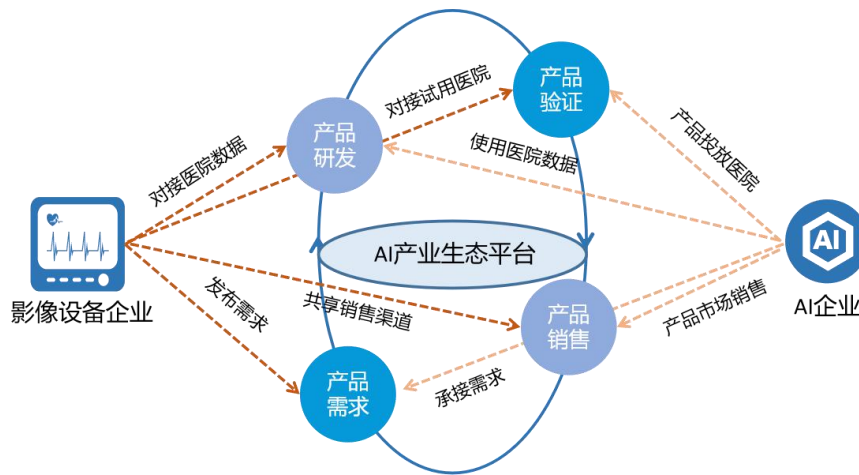 产品
验证
对接试用医院
产品
研发
使用医院数据
产品投放医院
对接医院数据
AI
AI产业生态平台
影像设备企业
AI企业
发布需求
共享销售渠道
产品
销售
产品市场销售
产品
需求
承接需求